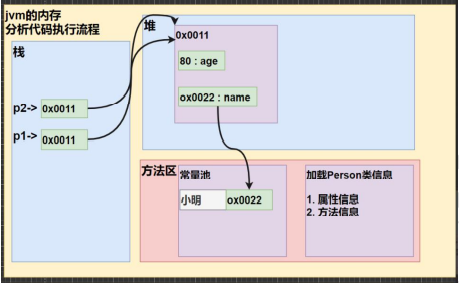 jvm的内存
分析代码执行流程
栈
p2-> 0x0011
p1-> 0x0011
堆
0x0011
80 : age
ox0022 : name
方法区
常量池
小明 ox0022
加载Person类信息
1. 属性信息
2. 方法信息